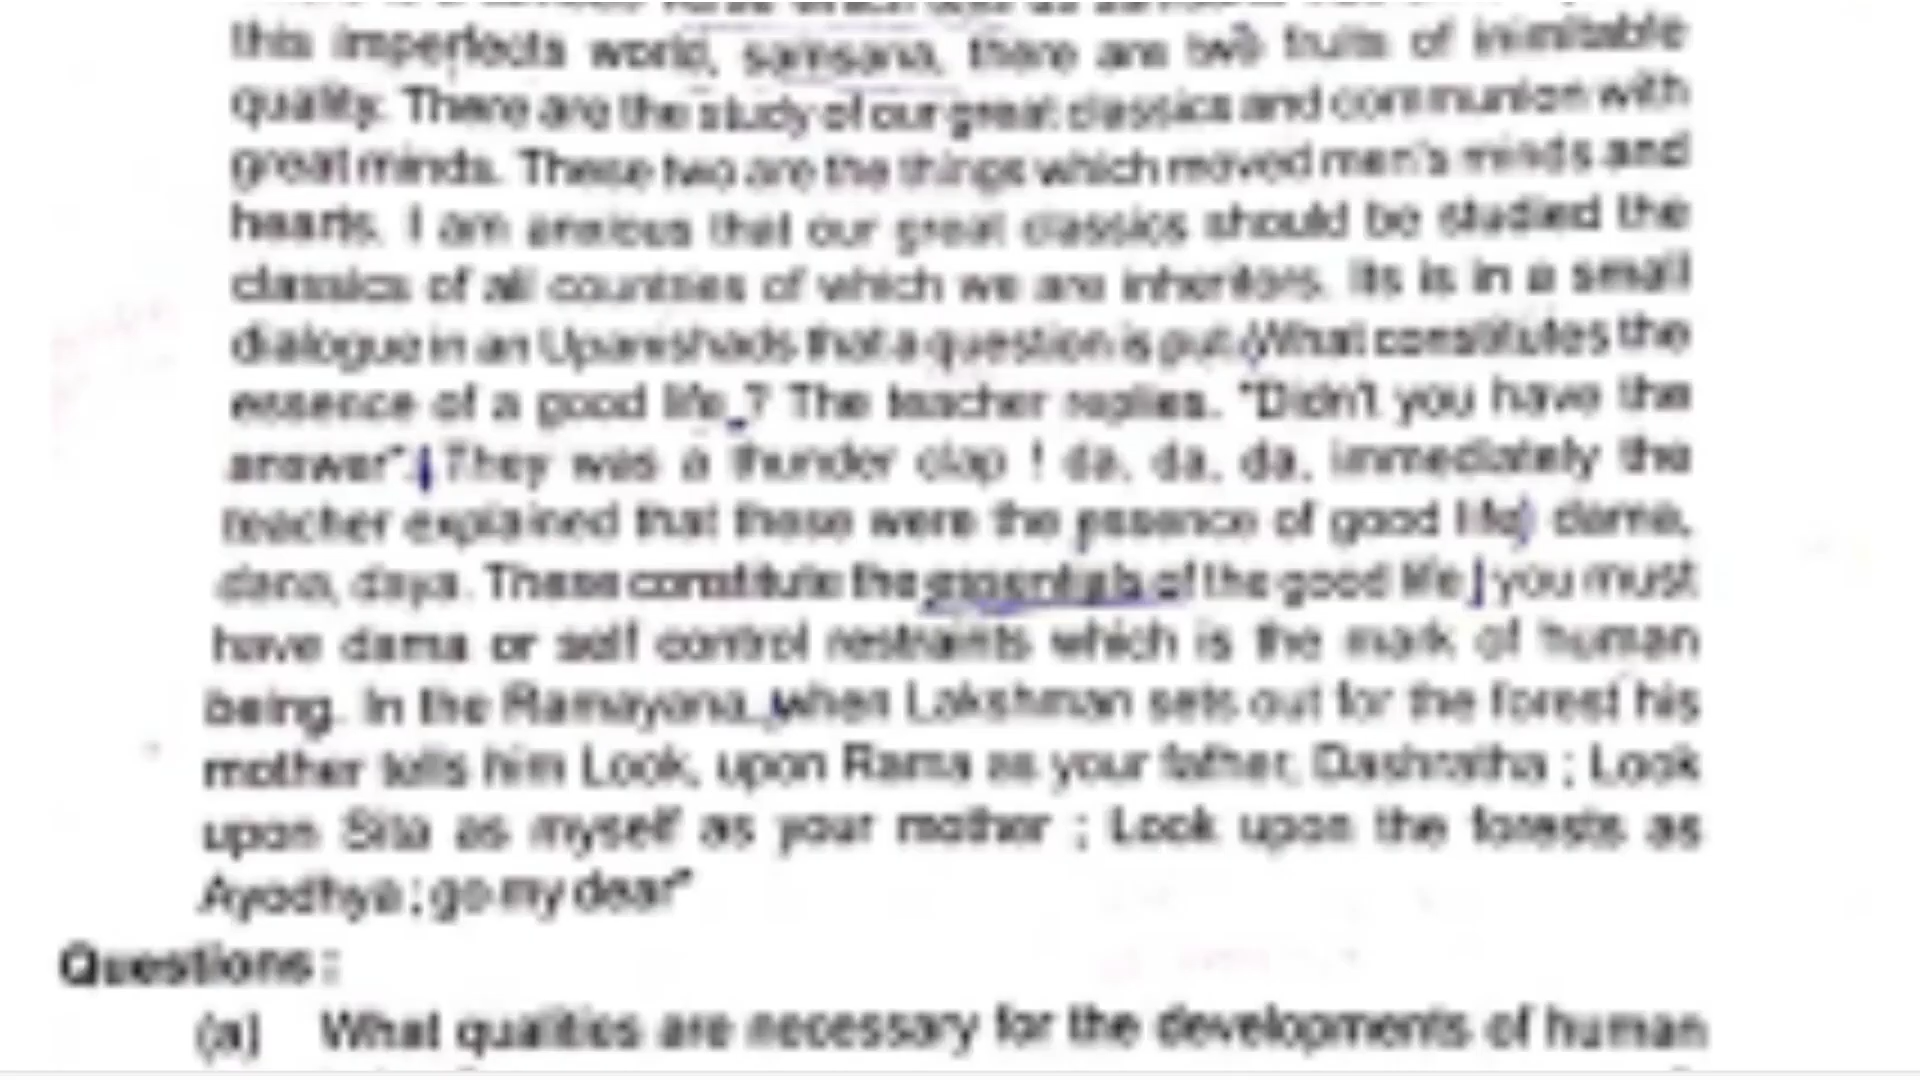 this imperfects world, samsana, there are two fruits of inimitable
quality. There are the study of our great classics and communion with
great minds. These two are the things which moved men's minds and
hearts. I am anxious that our great classics should be studied the
classics of all countries of which we are inheritors. Its is in a small
dialogue in an Upanishads that a question is put. What constitutes the
essence of a good life ? The teacher replies. "Didn't you have the
answer". They was a thunder clap ! da, da, da, immediately the
teacher explained that these were the essence of good life dama,
dana, daya. These constitute the essentials of the good life you must
have dama or self control restraints which is the mark of human
being. In the Ramayana, when Lakshman sets out for the forest his
mother tells him Look, upon Rama as your father, Dashratha ; Look
upon Sita as myself as your mother ; Look upon the forests as
Ayodhya ; go my dear"
Questions :
(a) What qualities are necessary for the developments of human